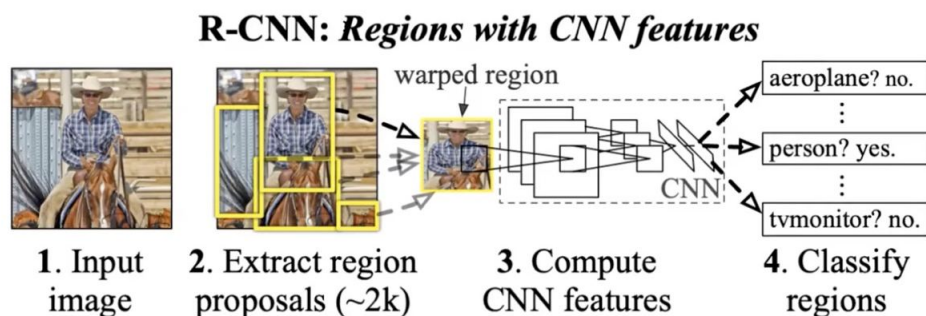 R-CNN: Regions with CNN features
warped region
aeroplane? no.
⋮
person? yes.
⋮
tvmonitor? no.
CNN
1. Input
image
2. Extract region
proposals (~2k)
3. Compute
CNN features
4. Classify
regions